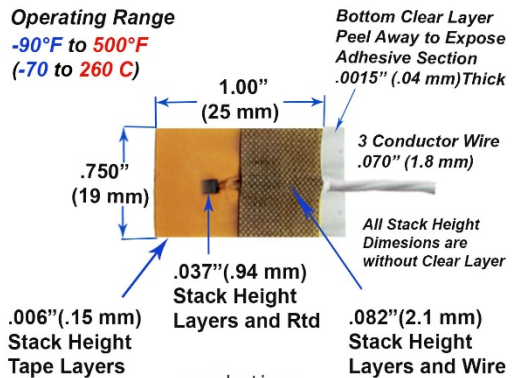 Operating Range
-90°F to 500°F
(-70 to 260 C)
Bottom Clear Layer
Peel Away to Expose
Adhesive Section
.0015” (.04 mm)Thick
1.00”
(25 mm)
3 Conductor Wire
.070” (1.8 mm)
.750”
(19 mm)
All Stack Height
Dimesions are
without Clear Layer
.037”(.94 mm)
Stack Height
Layers and Rtd
.006”(.15 mm)
Stack Height
Tape Layers
.082”(2.1 mm)
Stack Height
Layers and Wire